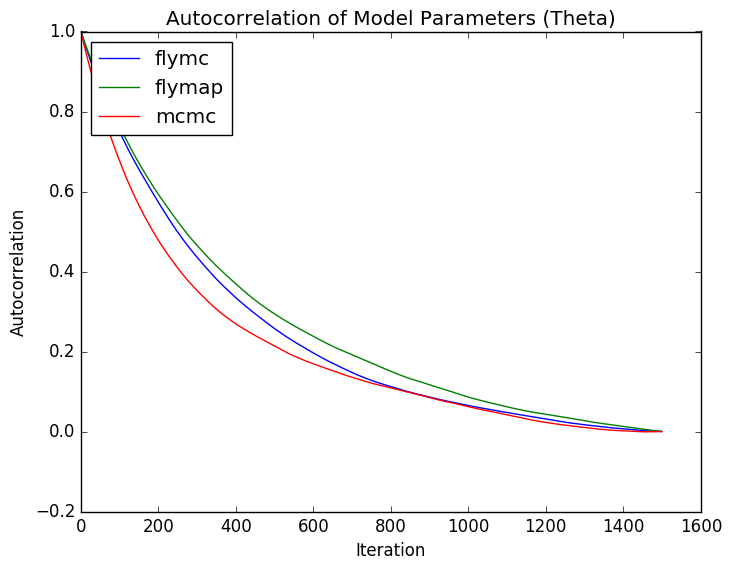 Autocorrelation of Model Parameters (Theta)
1.0
flymc
flymap
mcmc
0.8
0.6
Autocorrelation
0.4
0.2
0.0
−0.2
0 200 400 600 800 1000 1200 1400 1600
Iteration